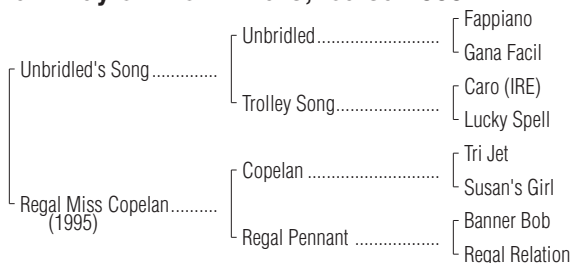 Fappiano
Unbridled........................
Gana Facil
Unbridled's Song.............
Caro (IRE)
Trolley Song....................
Lucky Spell
Tri Jet
Copelan .........................
Susan's Girl
Regal Miss Copelan.........
(1995)
Banner Bob
Regal Pennant ................
Regal Relation